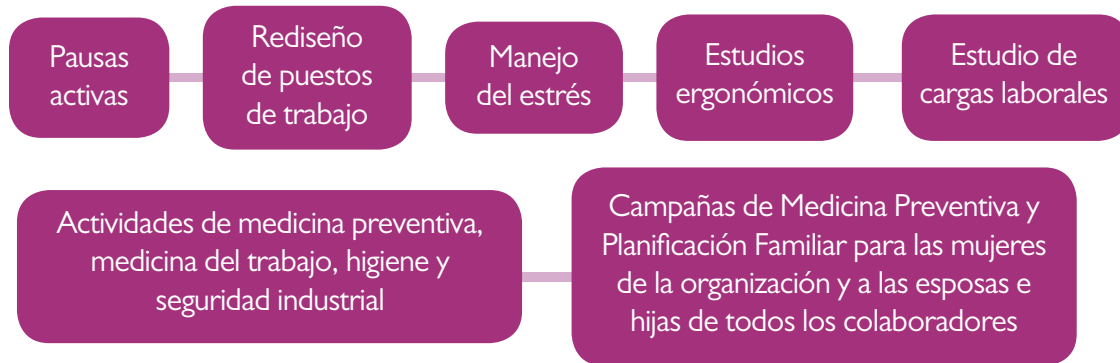 Pausas
activas
Rediseño
de puestos
de trabajo
Manejo
del estrés
Estudios
ergonómicos
Estudio de
cargas laborales
Actividades de medicina preventiva,
medicina del trabajo, higiene y
seguridad industrial
Campañas de Medicina Preventiva y
Planificación Familiar para las mujeres
de la organización y a las esposas e
hijas de todos los colaboradores